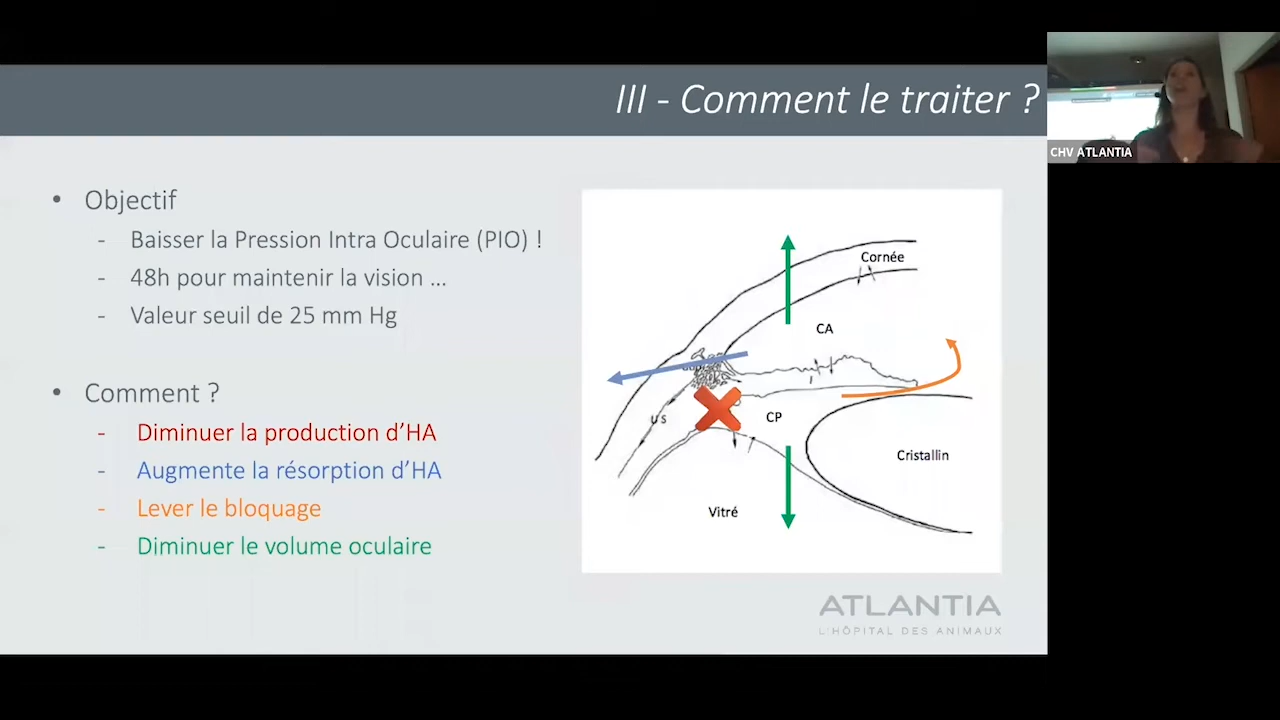 III - Comment le traiter ?
CHV ATLANTIA
• Objectif
- Baisser la Pression Intra Oculaire (PIO) !
- 48h pour maintenir la vision ...
- Valeur seuil de 25 mm Hg
• Comment ?
- Diminuer la production d’HA
- Augmente la résorption d’HA
- Lever le bloquage
- Diminuer le volume oculaire
Cornée
CA
us
CP
Cristallin
Vitré
ATLANTIA
L'HÔPITAL DES ANIMAUX